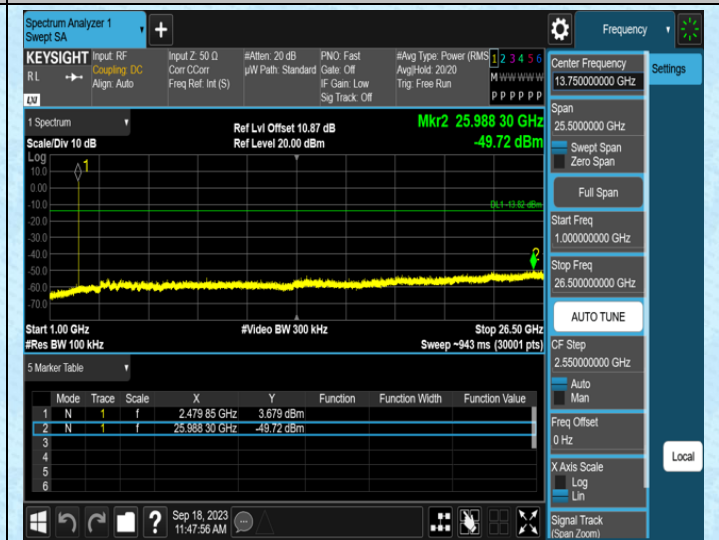 Spectrum Analyzer 1
Swept SA
Frequency
KEYSIGHT
RL
LXI
Input: RF
Coupling: DC
Align: Auto
Input Z: 50 Ω
Corr CCorr
Freq Ref: Int (S)
#Atten: 20 dB
µW Path: Standard
PNO: Fast
Gate: Off
IF Gain: Low
Sig Track: Off
#Avg Type: Power (RMS
Avg|Hold: 20/20
Trig: Free Run
1 2 3 4 5 6
M W W W W W
P P P P P P
1 Spectrum
Scale/Div 10 dB
Ref Lvl Offset 10.87 dB
Ref Level 20.00 dBm
Mkr2 25.988 30 GHz
-49.72 dBm
Log
10.0
0.00
-10.0
-20.0
-30.0
-40.0
-50.0
-60.0
-70.0
1
DL1 -13.82 dBm
2
Start 1.00 GHz
#Res BW 100 kHz
#Video BW 300 kHz
Stop 26.50 GHz
Sweep ~943 ms (30001 pts)
5 Marker Table
Mode Trace Scale X Y Function Function Width Function Value
1 N 1 f 2.479 85 GHz 3.679 dBm
2 N 1 f 25.988 30 GHz -49.72 dBm
3
4
5
6
Sep 18, 2023
11:47:56 AM
Center Frequency
13.750000000 GHz
Settings
Span
25.5000000 GHz
Swept Span
Zero Span
Full Span
Start Freq
1.000000000 GHz
Stop Freq
26.500000000 GHz
AUTO TUNE
CF Step
2.550000000 GHz
Auto
Man
Freq Offset
0 Hz
Local
X Axis Scale
Log
Lin
Signal Track
(Span Zoom)